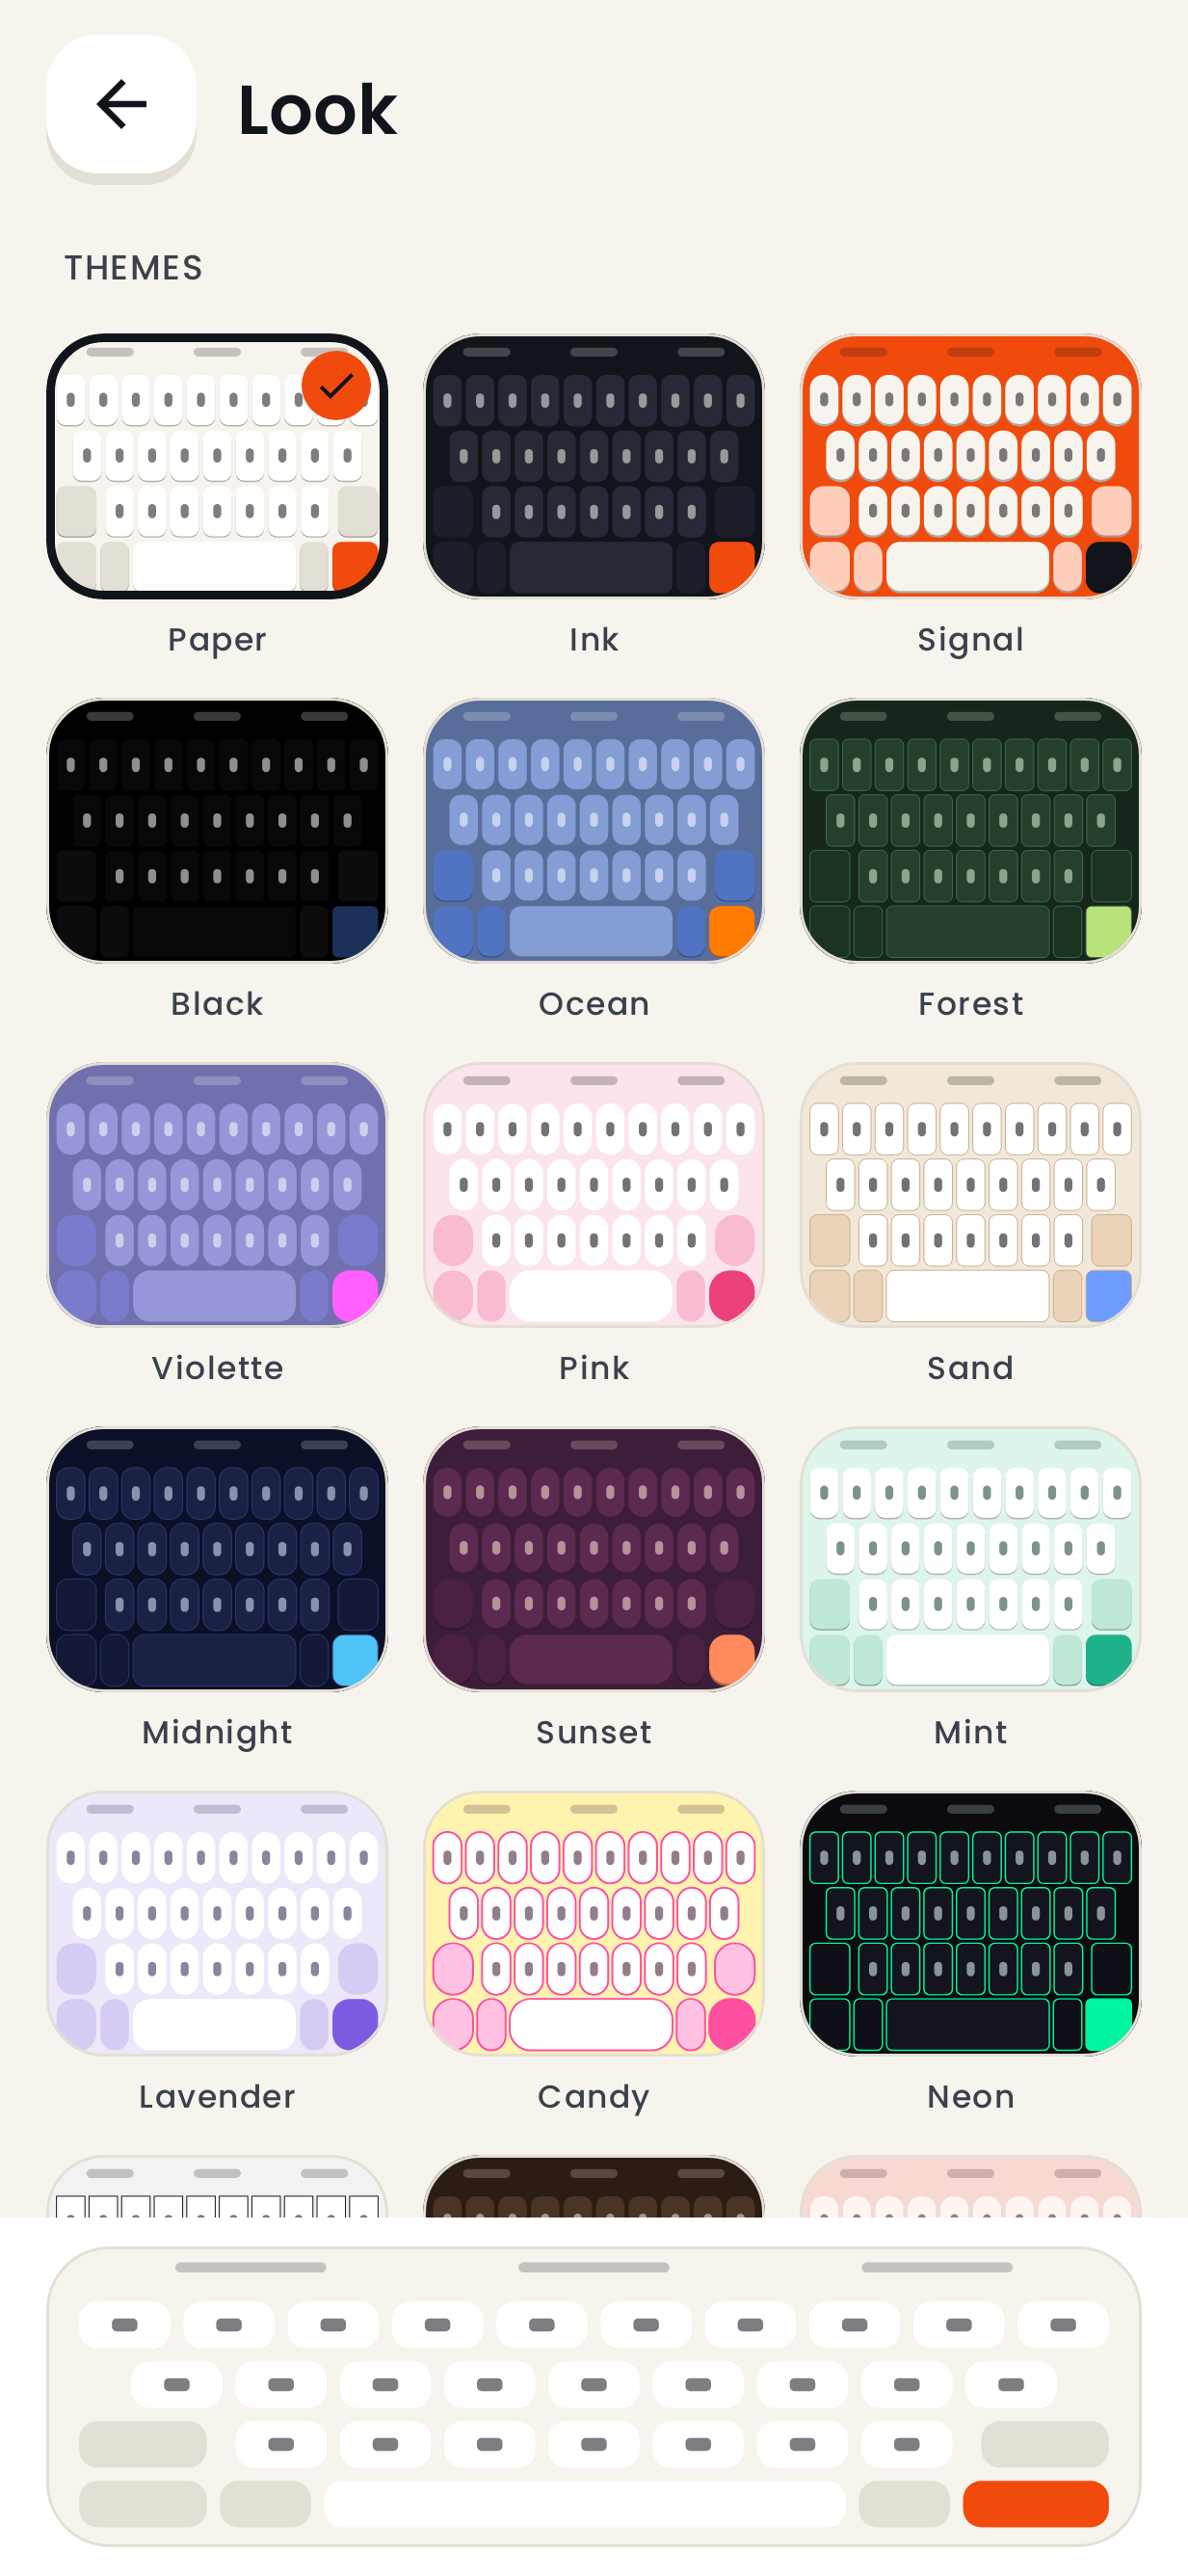 Look
THEMES
Paper
Ink
Signal
Black
Ocean
Forest
Violette
Pink
Sand
Midnight
Sunset
Mint
Lavender
Candy
Neon